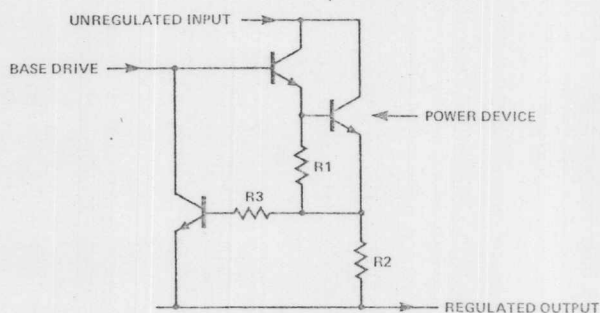 UNREGULATED INPUT
BASE DRIVE
POWER DEVICE
R1
R3
R2
REGULATED OUTPUT